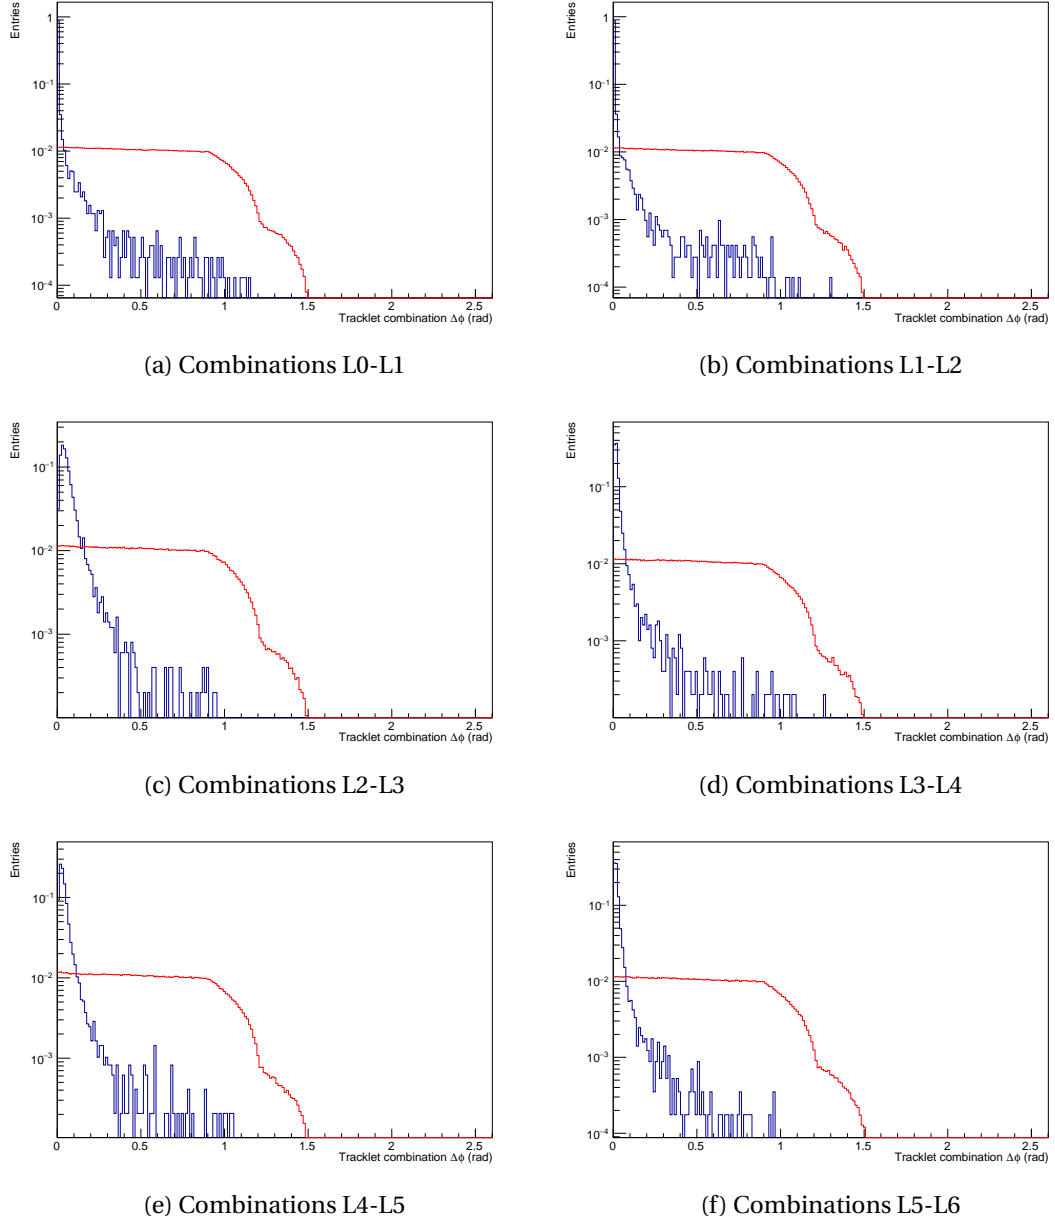 Entries
1
10⁻¹
10⁻²
10⁻³
10⁻⁴
0 0.5 1 1.5 2 2.5
Tracklet combination Δϕ (rad)
(a) Combinations L0-L1
Entries
1
10⁻¹
10⁻²
10⁻³
10⁻⁴
0 0.5 1 1.5 2 2.5
Tracklet combination Δϕ (rad)
(b) Combinations L1-L2
Entries
10⁻¹
10⁻²
10⁻³
0 0.5 1 1.5 2 2.5
Tracklet combination Δϕ (rad)
(c) Combinations L2-L3
Entries
10⁻¹
10⁻²
10⁻³
0 0.5 1 1.5 2 2.5
Tracklet combination Δϕ (rad)
(d) Combinations L3-L4
Entries
10⁻¹
10⁻²
10⁻³
0 0.5 1 1.5 2 2.5
Tracklet combination Δϕ (rad)
(e) Combinations L4-L5
Entries
10⁻¹
10⁻²
10⁻³
10⁻⁴
0 0.5 1 1.5 2 2.5
Tracklet combination Δϕ (rad)
(f) Combinations L5-L6